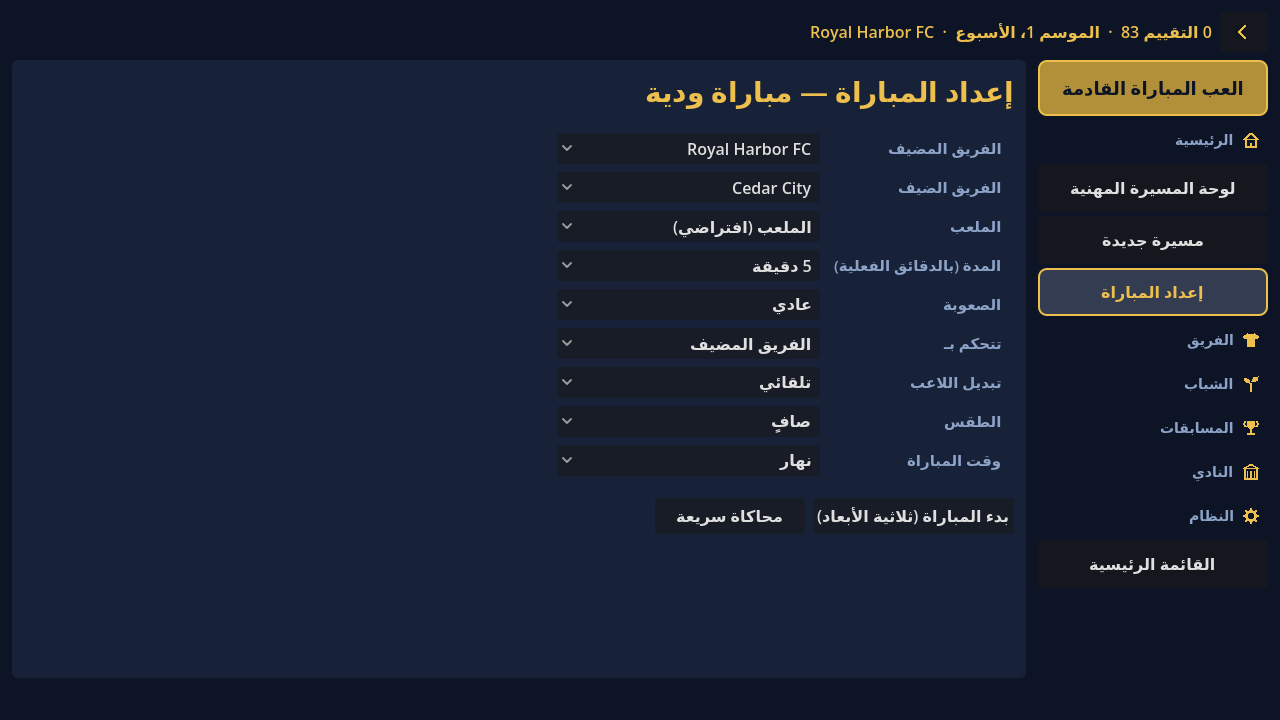 Royal Harbor FC · الموسم 1، الأسبوع · 83 التقييم 0
العب المباراة القادمة
الرئيسية
لوحة المسيرة المهنية
مسيرة جديدة
إعداد المباراة
الفريق
الشباب
المسابقات
النادي
النظام
القائمة الرئيسية
إعداد المباراة — مباراة ودية
الفريق المضيف Royal Harbor FC
الفريق الضيف Cedar City
الملعب الملعب (افتراضي)
المدة (بالدقائق الفعلية) 5 دقيقة
الصعوبة عادي
تتحكم بـ الفريق المضيف
تبديل اللاعب تلقائي
الطقس صافٍ
وقت المباراة نهار
بدء المباراة (ثلاثية الأبعاد) محاكاة سريعة